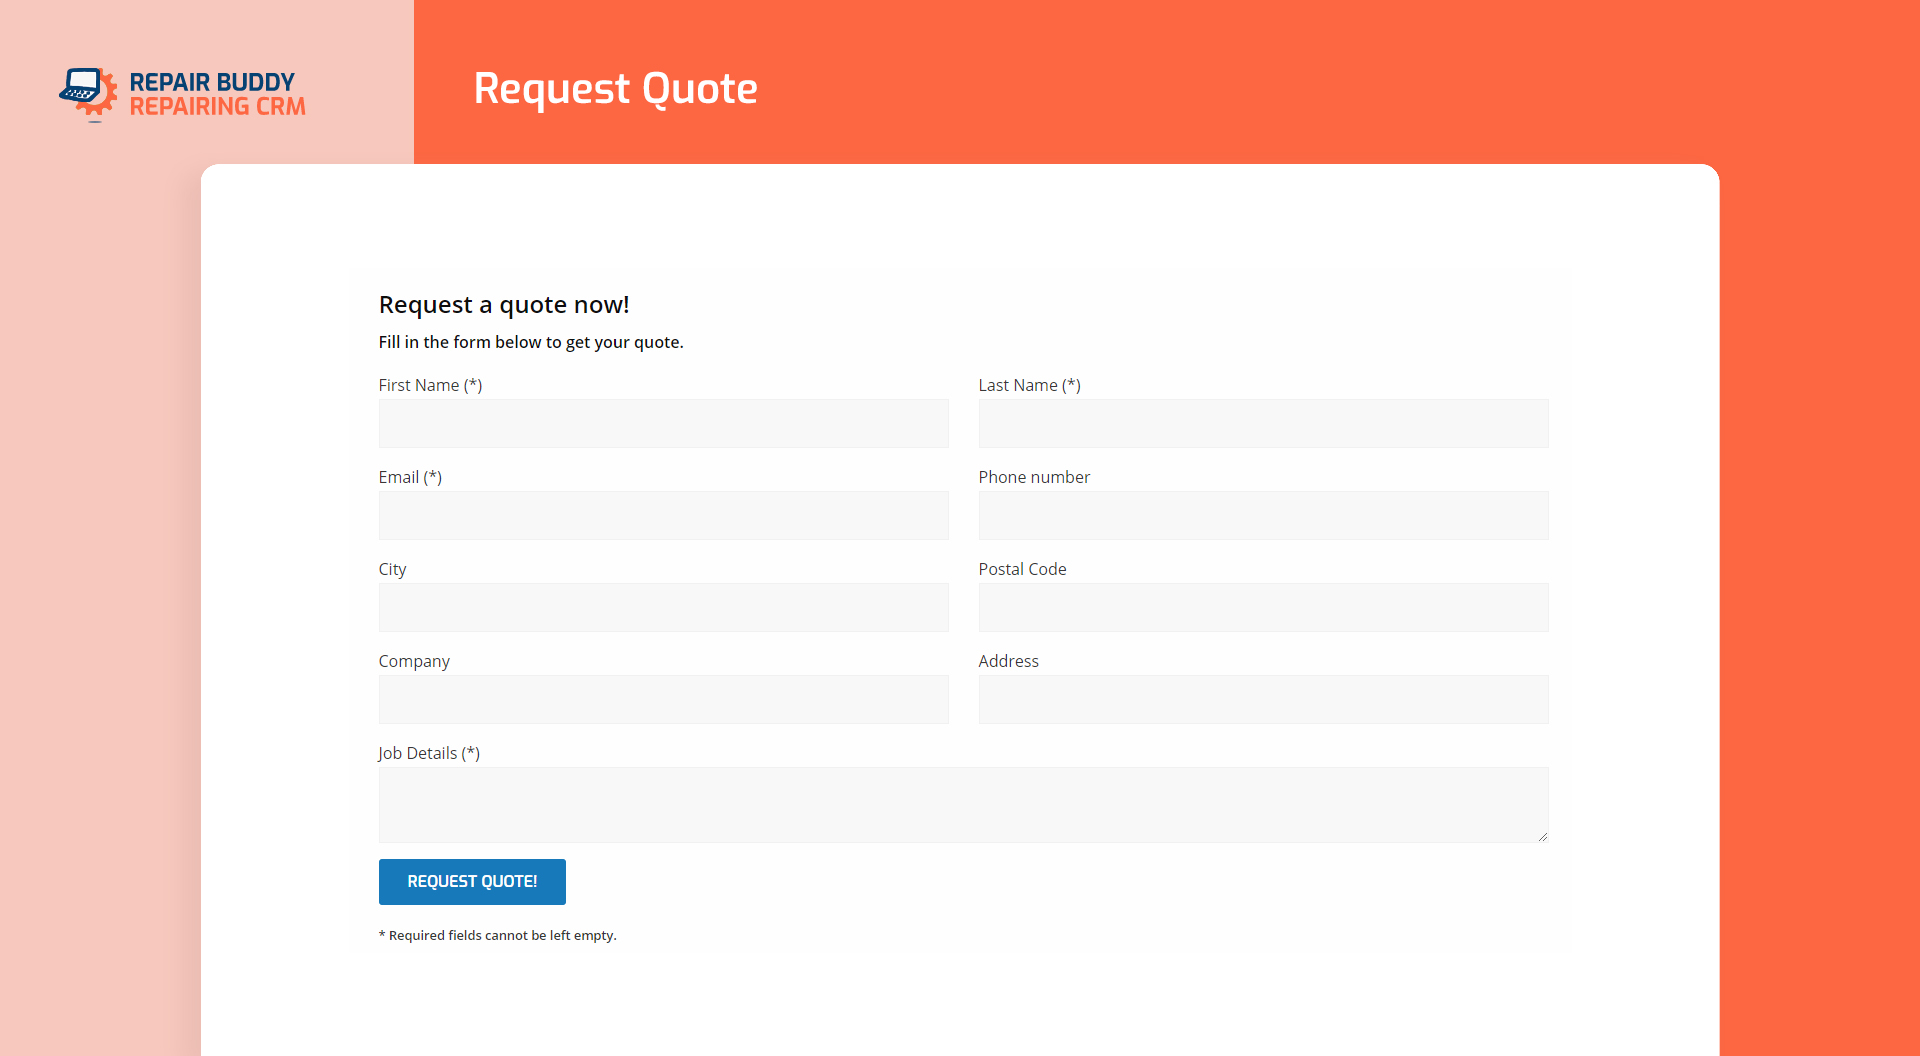 REPAIR BUDDY
REPAIRING CRM
Request Quote
Request a quote now!
Fill in the form below to get your quote.
First Name (*)
Last Name (*)
Email (*)
Phone number
City
Postal Code
Company
Address
Job Details (*)
REQUEST QUOTE!
* Required fields cannot be left empty.